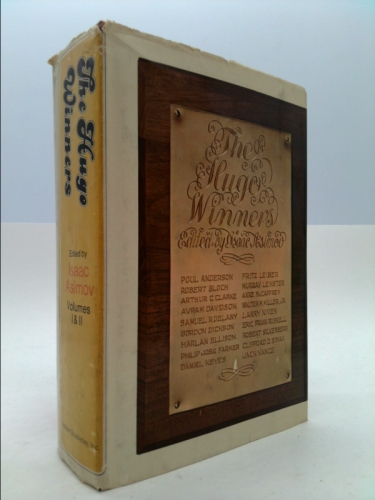 The Hugo
Winners
Edited by
Isaac
Asimov
Volumes
I & II
The
Hugo
Winners
Edited by Isaac Asimov
POUL ANDERSON
ROBERT BLOCH
ARTHUR C. CLARKE
AVRAM DAVIDSON
SAMUEL R. DELANY
GORDON DICKSON
HARLAN ELLISON
PHILIP JOSE FARMER
DANIEL KEYES
FRITZ LEIBER
MURRAY LEINSTER
ANNE McCAFFREY
WALTER M. MILLER, JR.
LARRY NIVEN
ERIC FRANK RUSSELL
ROBERT SILVERBERG
CLIFFORD D. SIMAK
JACK VANCE